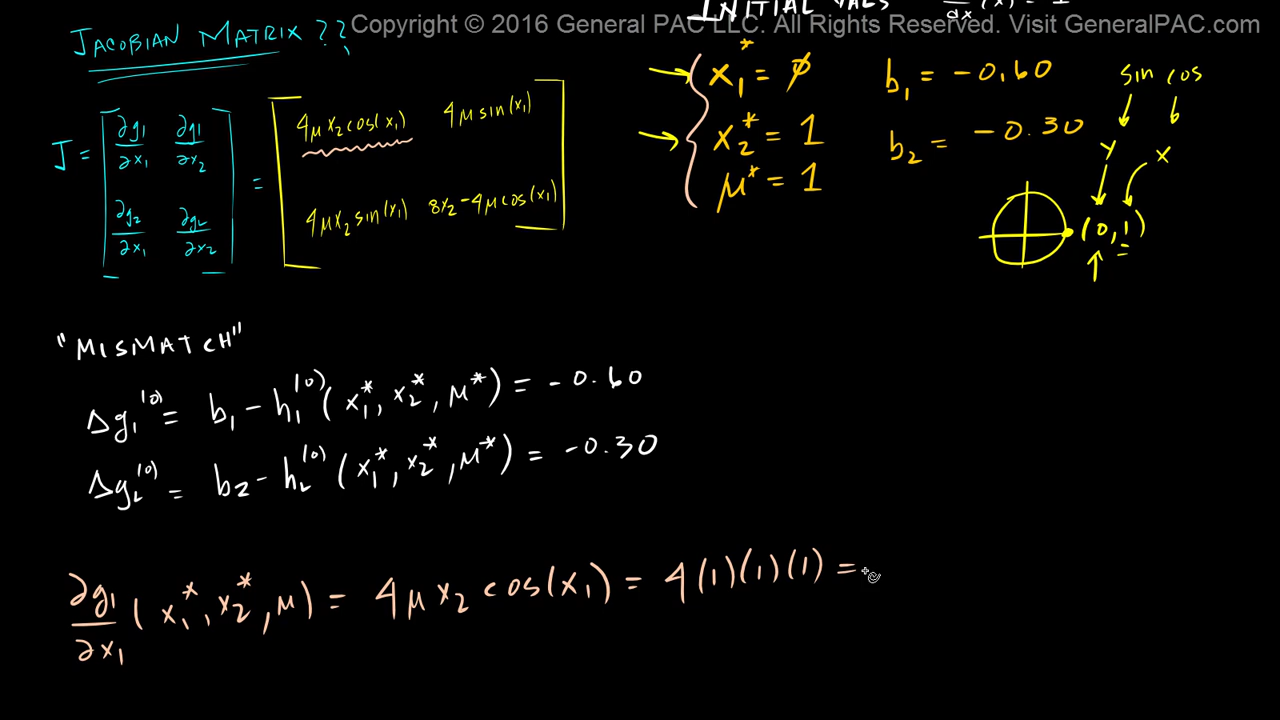 Copyright © 2016 General PAC LLC. All Rights Reserved. Visit GeneralPAC.com
JACOBIAN MATRIX ??
INITIAL VALS
J = [ ∂g₁/∂x₁ ∂g₁/∂x₂ ; ∂g₂/∂x₁ ∂g₂/∂x₂ ] = [ 4μx₂cos(x₁) 4μsin(x₁) ; 4μx₂sin(x₁) 8x₂-4μcos(x₁) ]
x₁* = ∅
x₂* = 1
μ* = 1
b₁ = -0.60
b₂ = -0.30
sin cos
y x
(0,1)
"MISMATCH"
Δg₁⁽⁰⁾ = b₁ - h₁⁽⁰⁾(x₁*, x₂*, μ*) = -0.60
Δg₂⁽⁰⁾ = b₂ - h₂⁽⁰⁾(x₁*, x₂*, μ*) = -0.30
∂g₁/∂x₁ (x₁*, x₂*, μ) = 4μx₂cos(x₁) = 4(1)(1)(1) =